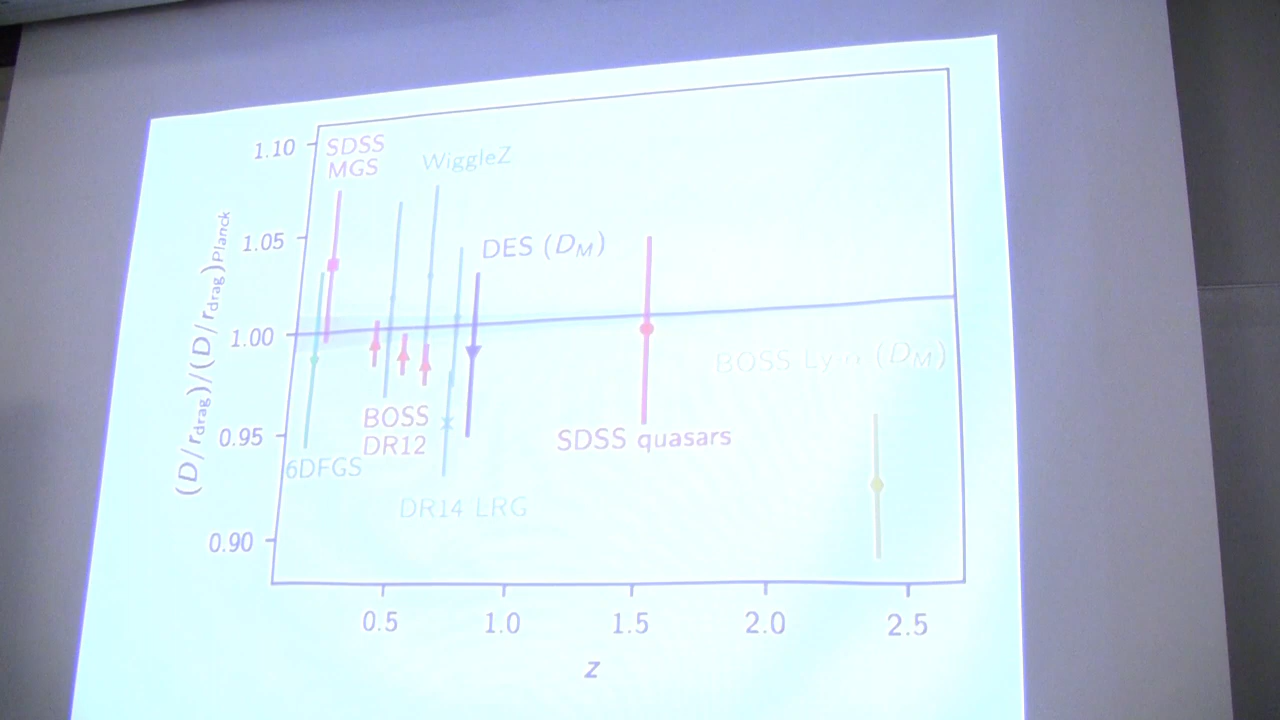 1.10
1.05
1.00
0.95
0.90
(D/r_drag)/(D/r_drag)_Planck
SDSS
MGS
WiggleZ
DES (D_M)
BOSS Ly-α (D_M)
BOSS
DR12
SDSS quasars
6DFGS
DR14 LRG
0.5 1.0 1.5 2.0 2.5
z